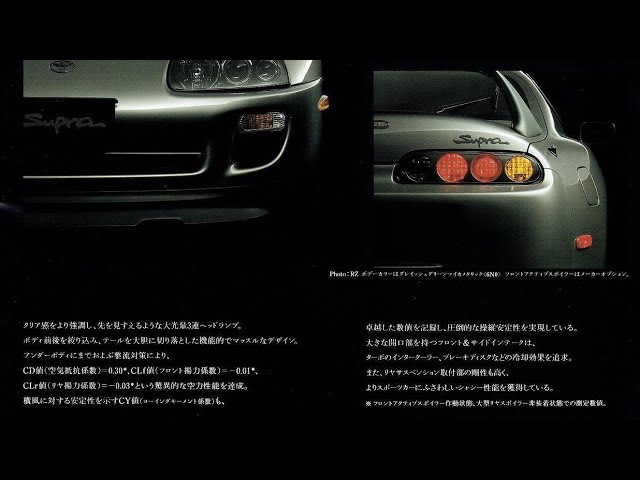 Supra
Supra
Photo：RZ ボデーカラーはグレイッシュグリーンマイカメタリック〈6N0〉 フロントアクティブスポイラーはメーカーオプション。
クリア感をより強調し、先を見すえるような大光量3連ヘッドランプ。
ボディ前後を絞り込み、テールを大胆に切り落とした機能的でマッスルなデザイン。
アンダーボディにまでおよぶ整流対策により、
CD値(空気抵抗係数)＝0.30*、CLf値(フロント揚力係数)＝−0.01*、
CLr値(リヤ揚力係数)＝−0.03*という驚異的な空力性能を達成。
横風に対する安定性を示すCY値(ヨーイングモーメント係数)も、
卓越した数値を記録し、圧倒的な操縦安定性を実現している。
大きな開口部を持つフロント&サイドインテークは、
ターボのインタークーラー、ブレーキディスクなどの冷却効果を追求。
また、リヤサスペンション取付部の剛性も高く、
よりスポーツカーにふさわしいシャシー性能を獲得している。
※フロントアクティブスポイラー作動状態、大型リヤスポイラー非装着状態での測定数値。